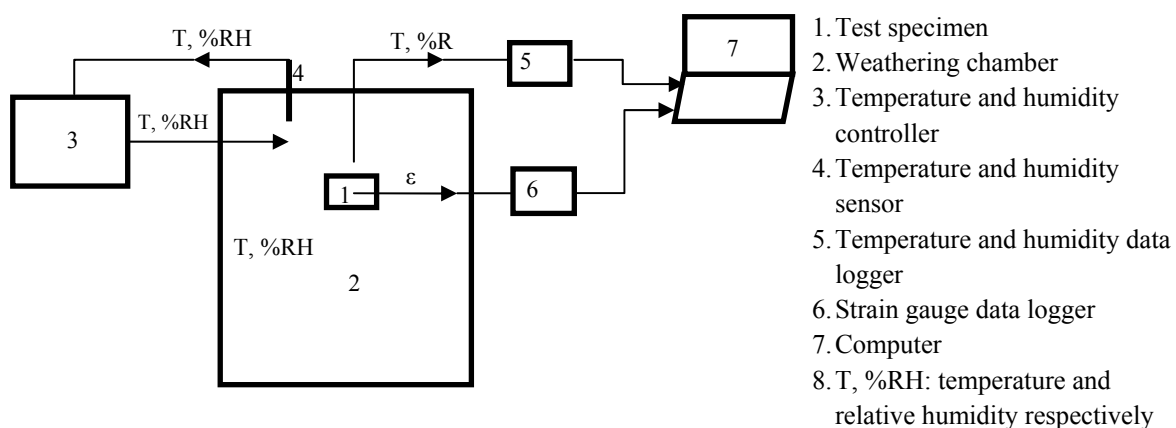 T, %RH
4
3
T, %RH
T, %R
5
7
1
ε
6
T, %RH
2
1. Test specimen
2. Weathering chamber
3. Temperature and humidity
controller
4. Temperature and humidity
sensor
5. Temperature and humidity data
logger
6. Strain gauge data logger
7. Computer
8. T, %RH: temperature and
relative humidity respectively